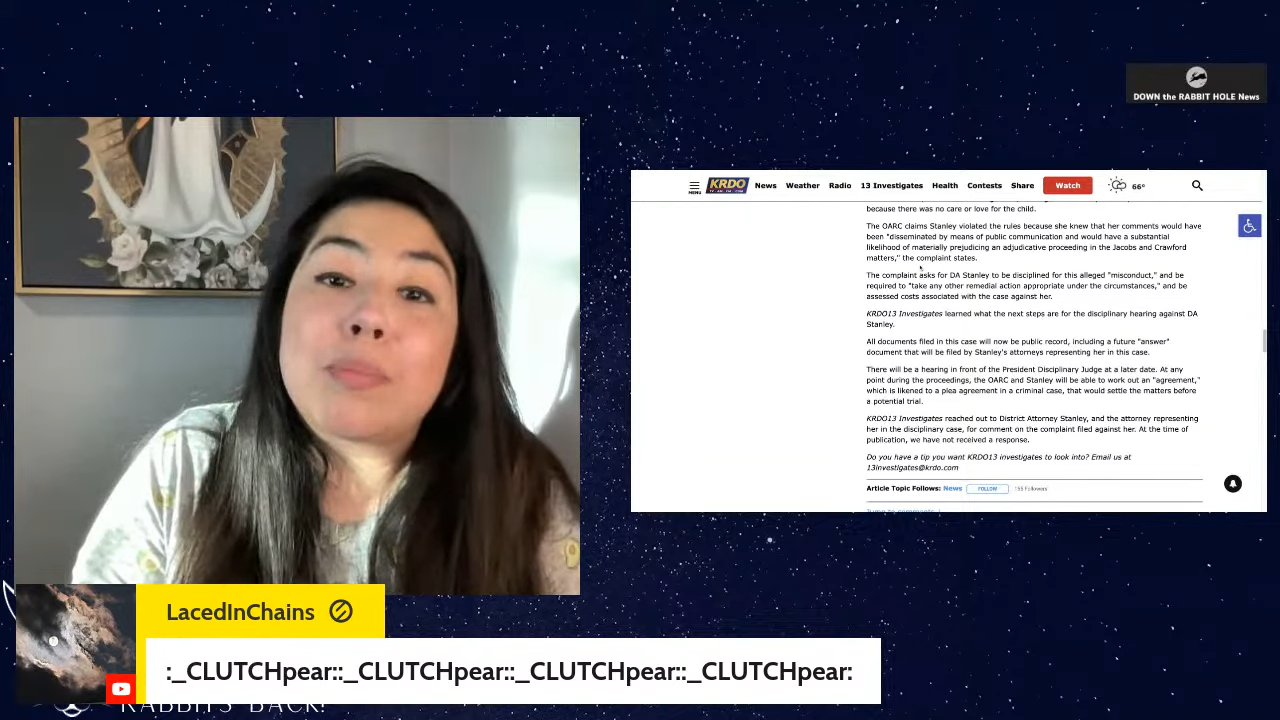 DOWN the RABBIT HOLE News
MENU
KRDO
News Weather Radio 13 Investigates Health Contests Share Watch 66°
because there was no care or love for the child.
The OARC claims Stanley violated the rules because she knew that her comments would have
been "disseminated by means of public communication and would have a substantial
likelihood of materially prejudicing an adjudicative proceeding in the Jacobs and Crawford
matters," the complaint states.
The complaint asks for DA Stanley to be disciplined for this alleged "misconduct," and be
required to "take any other remedial action appropriate under the circumstances," and be
assessed costs associated with the case against her.
KRDO13 Investigates learned what the next steps are for the disciplinary hearing against DA
Stanley.
All documents filed in this case will now be public record, including a future "answer"
document that will be filed by Stanley's attorneys representing her in this case.
There will be a hearing in front of the President Disciplinary Judge at a later date. At any
point during the proceedings, the OARC and Stanley will be able to work out an "agreement,"
which is likened to a plea agreement in a criminal case, that would settle the matters before
a potential trial.
KRDO13 Investigates reached out to District Attorney Stanley, and the attorney representing
her in the disciplinary case, for comment on the complaint filed against her. At the time of
publication, we have not received a response.
Do you have a tip you want KRDO13 investigates to look into? Email us at
13investigates@krdo.com
Article Topic Follows: News FOLLOW Followers
Jump to comments ↓
LacedInChains
:_CLUTCHpear::_CLUTCHpear::_CLUTCHpear::_CLUTCHpear:
RABBITS BACK!